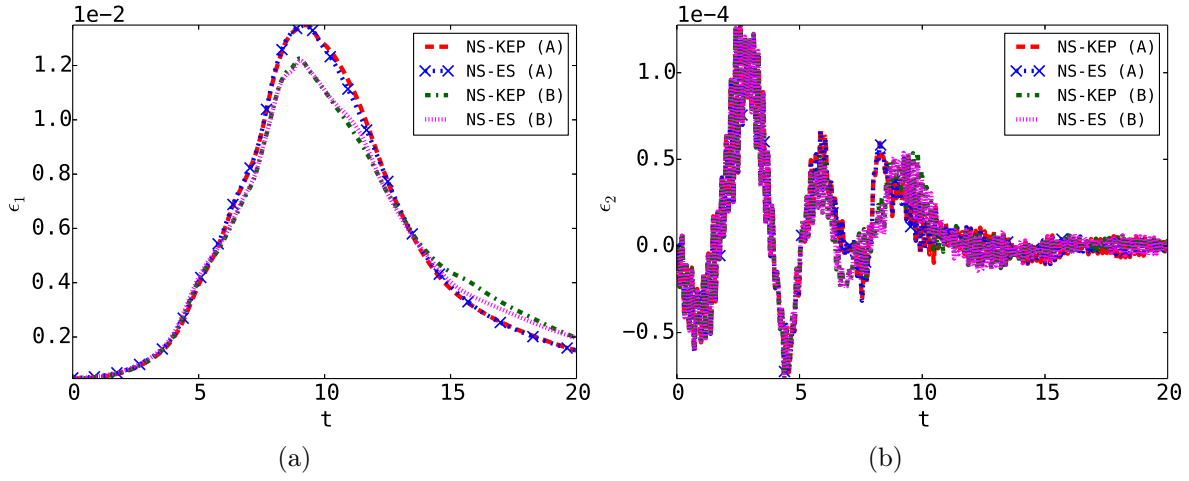 1e-2
NS-KEP (A)
NS-ES (A)
NS-KEP (B)
NS-ES (B)
1.2
1.0
0.8
0.6
0.4
0.2
ϵ1
0 5 10 15 20
t
(a)
1e-4
NS-KEP (A)
NS-ES (A)
NS-KEP (B)
NS-ES (B)
1.0
0.5
0.0
−0.5
ϵ2
0 5 10 15 20
t
(b)